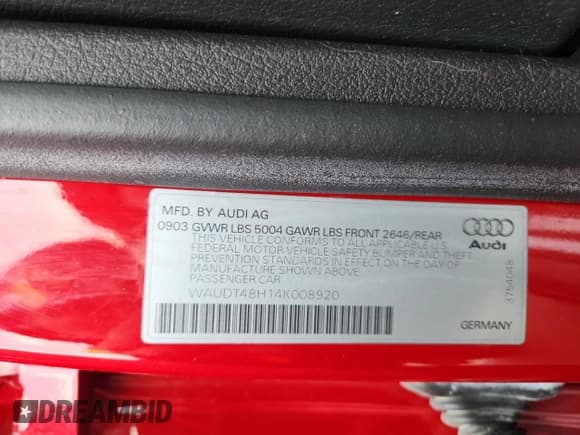 MFD. BY AUDI AG
0903 GVWR LBS 5004 GAWR LBS FRONT 2646/REAR
THIS VEHICLE CONFORMS TO ALL APPLICABLE U.S.
FEDERAL MOTOR VEHICLE SAFETY BUMPER AND THEFT
PREVENTION STANDARDS IN EFFECT ON THE DAY OF
MANUFACTURE SHOWN ABOVE
PASSENGER CAR
WAUDT48H14K008920
Audi
3754048
GERMANY
DREAMBID